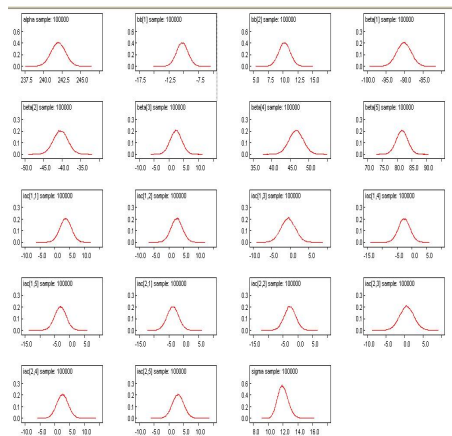 alpha sample: 100000
0.6
0.4
0.2
0.0
237.5 240.0 242.5 245.0
bb[1] sample: 100000
0.6
0.4
0.2
0.0
-17.5 -12.5 -7.5
bb[2] sample: 100000
0.6
0.4
0.2
0.0
5.0 7.5 10.0 12.5 15.0
beta[1] sample: 100000
0.3
0.2
0.1
0.0
-100.0 -95.0 -90.0 -85.0
beta[2] sample: 100000
0.3
0.2
0.1
0.0
-50.0 -45.0 -40.0 -35.0
beta[3] sample: 100000
0.3
0.2
0.1
0.0
-10.0 -5.0 0.0 5.0 10.0
beta[4] sample: 100000
0.3
0.2
0.1
0.0
35.0 40.0 45.0 50.0
beta[5] sample: 100000
0.3
0.2
0.1
0.0
70.0 75.0 80.0 85.0 90.0
iac[1,1] sample: 100000
0.3
0.2
0.1
0.0
-10.0 -5.0 0.0 5.0 10.0
iac[1,2] sample: 100000
0.3
0.2
0.1
0.0
-10.0 -5.0 0.0 5.0 10.0
iac[1,3] sample: 100000
0.3
0.2
0.1
0.0
-10.0 -5.0 0.0 5.0
iac[1,4] sample: 100000
0.3
0.2
0.1
0.0
-15.0 -5.0 0.0 5.0
iac[1,5] sample: 100000
0.3
0.2
0.1
0.0
-15.0 -5.0 0.0 5.0
iac[2,1] sample: 100000
0.3
0.2
0.1
0.0
-10.0 -5.0 0.0 5.0 10.0
iac[2,2] sample: 100000
0.3
0.2
0.1
0.0
-15.0 -5.0 0.0 5.0
iac[2,3] sample: 100000
0.3
0.2
0.1
0.0
-10.0 -5.0 0.0 5.0
iac[2,4] sample: 100000
0.3
0.2
0.1
0.0
-10.0 -5.0 0.0 5.0 10.0
iac[2,5] sample: 100000
0.3
0.2
0.1
0.0
-10.0 -5.0 0.0 5.0 10.0
sigma sample: 100000
0.6
0.4
0.2
0.0
8.0 10.0 12.0 14.0 16.0